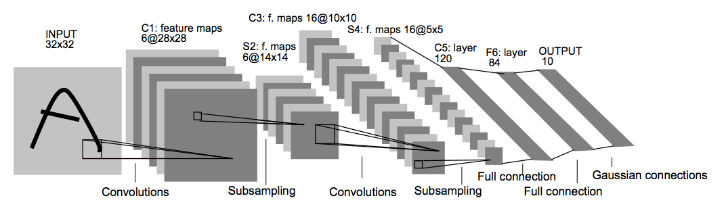 INPUT
32x32
C1: feature maps
6@28x28
S2: f. maps
6@14x14
C3: f. maps 16@10x10
S4: f. maps 16@5x5
C5: layer
120
F6: layer
84
OUTPUT
10
Convolutions
Subsampling
Convolutions
Subsampling
Full connection
Full connection
Gaussian connections